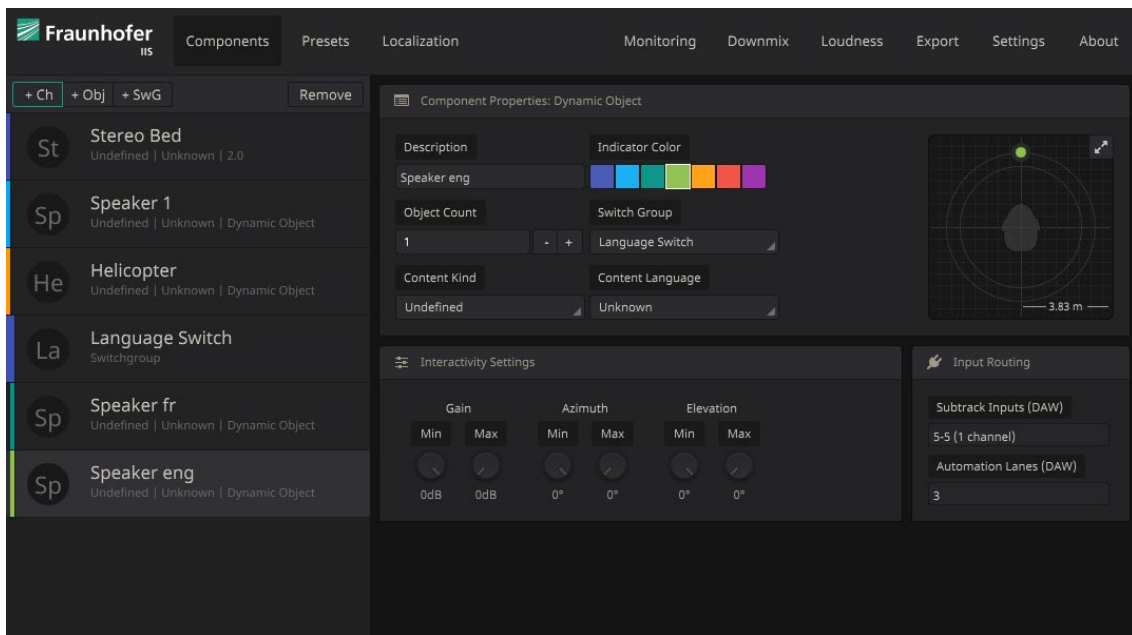 Fraunhofer
IIS
Components Presets Localization Monitoring Downmix Loudness Export Settings About
+ Ch + Obj + SwG Remove
St
Stereo Bed
Undefined | Unknown | 2.0
Sp
Speaker 1
Undefined | Unknown | Dynamic Object
He
Helicopter
Undefined | Unknown | Dynamic Object
La
Language Switch
Switchgroup
Sp
Speaker fr
Undefined | Unknown | Dynamic Object
Sp
Speaker eng
Undefined | Unknown | Dynamic Object
Component Properties: Dynamic Object
Description Indicator Color
Speaker eng
Object Count Switch Group
1 - + Language Switch
Content Kind Content Language
Undefined Unknown
3.83 m
Interactivity Settings
Gain Azimuth Elevation
Min Max Min Max Min Max
0dB 0dB 0° 0° 0° 0°
Input Routing
Subtrack Inputs (DAW)
5-5 (1 channel)
Automation Lanes (DAW)
3